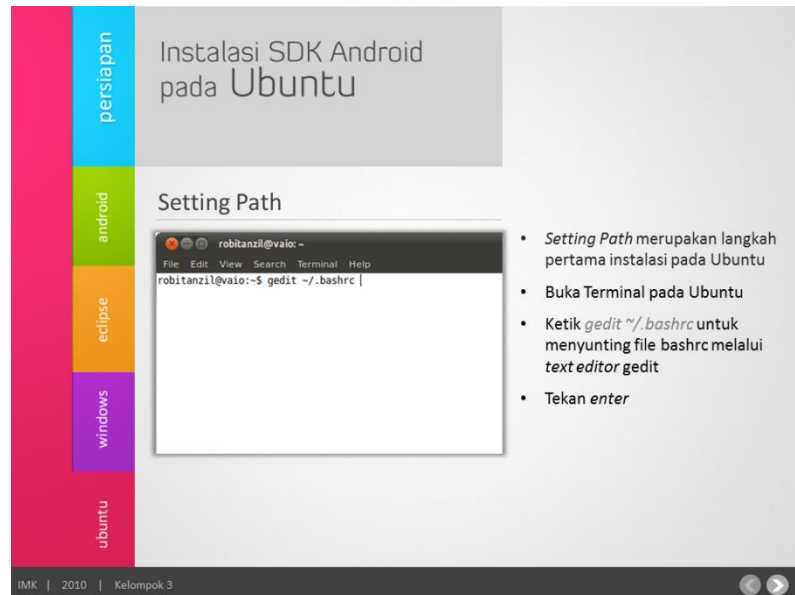 persiapan
android
eclipse
windows
ubuntu
Instalasi SDK Android
pada Ubuntu
Setting Path
robitanzil@vaio: ~
File Edit View Search Terminal Help
robitanzil@vaio:~$ gedit ~/.bashrc
• Setting Path merupakan langkah
pertama instalasi pada Ubuntu
• Buka Terminal pada Ubuntu
• Ketik gedit ~/.bashrc untuk
menyunting file bashrc melalui
text editor gedit
• Tekan enter
IMK | 2010 | Kelompok 3